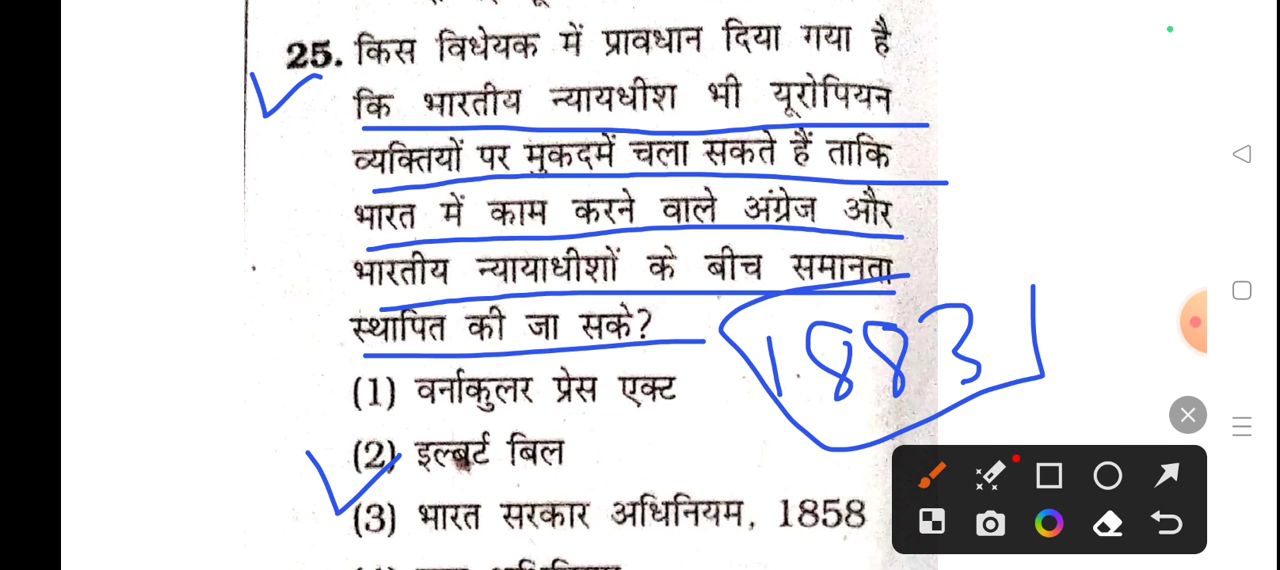 25. किस विधेयक में प्रावधान दिया गया है
कि भारतीय न्यायधीश भी यूरोपियन
व्यक्तियों पर मुकदमें चला सकते हैं ताकि
भारत में काम करने वाले अंग्रेज और
भारतीय न्यायाधीशों के बीच समानता
स्थापित की जा सके?
1883
(1) वर्नाकुलर प्रेस एक्ट
(2) इल्बर्ट बिल
(3) भारत सरकार अधिनियम, 1858